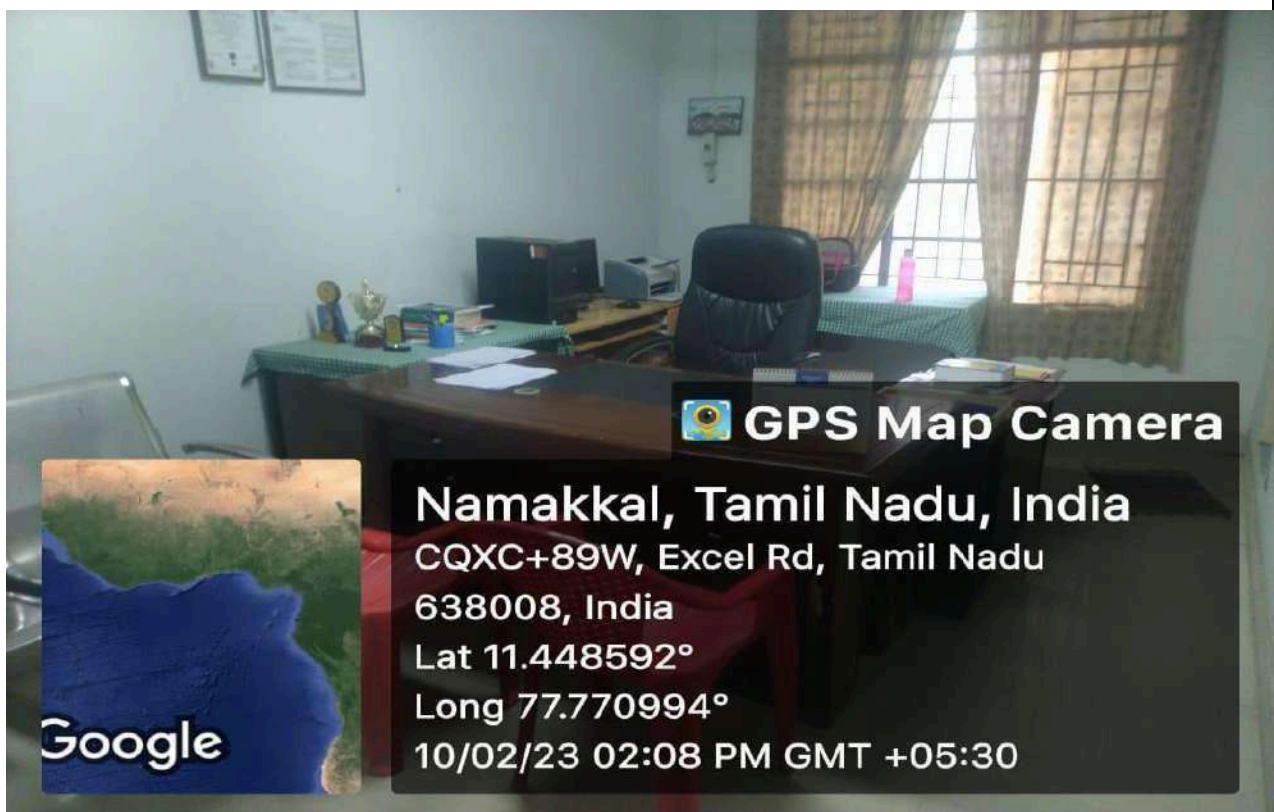 GPS Map Camera
Namakkal, Tamil Nadu, India
CQXC+89W, Excel Rd, Tamil Nadu
638008, India
Lat 11.448592°
Long 77.770994°
10/02/23 02:08 PM GMT +05:30
Google